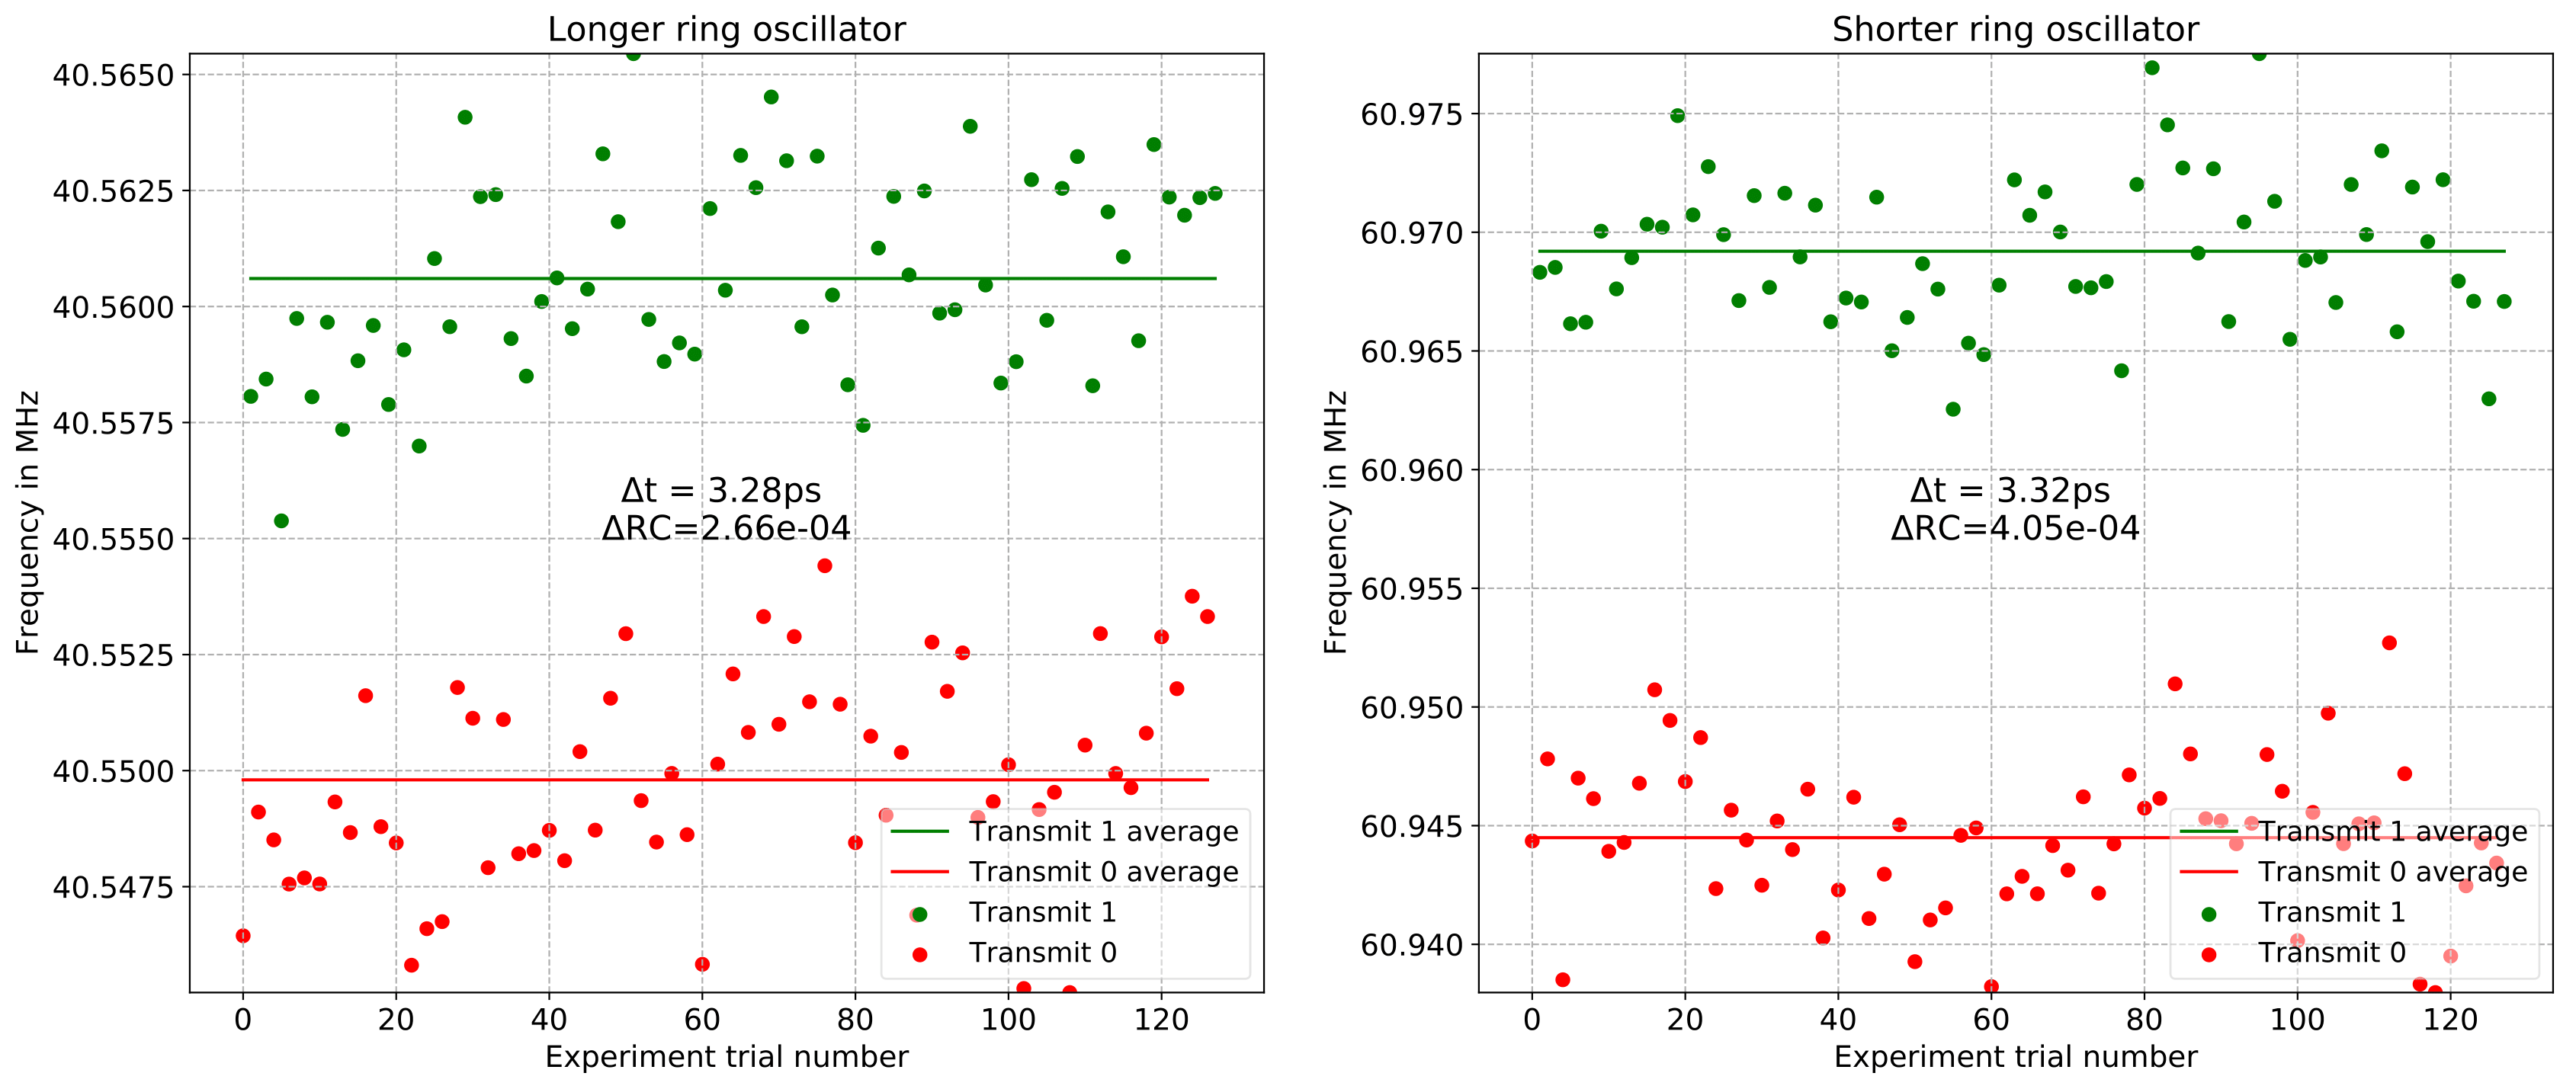 Longer ring oscillator
40.5650
40.5625
40.5600
40.5575
40.5550
40.5525
40.5500
40.5475
Frequency in MHz
Δt = 3.28ps
ΔRC=2.66e-04
Transmit 1 average
Transmit 0 average
Transmit 1
Transmit 0
0 20 40 60 80 100 120
Experiment trial number
Shorter ring oscillator
60.975
60.970
60.965
60.960
60.955
60.950
60.945
60.940
Frequency in MHz
Δt = 3.32ps
ΔRC=4.05e-04
Transmit 1 average
Transmit 0 average
Transmit 1
Transmit 0
0 20 40 60 80 100 120
Experiment trial number